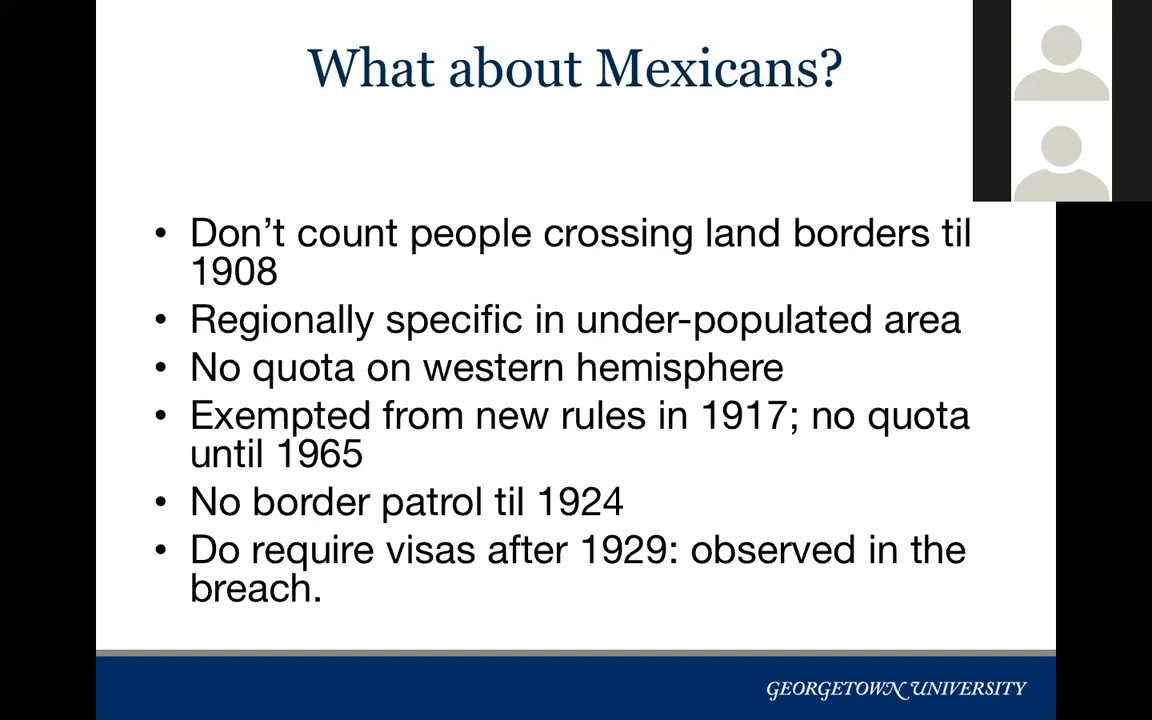 What about Mexicans?
• Don’t count people crossing land borders til
1908
• Regionally specific in under-populated area
• No quota on western hemisphere
• Exempted from new rules in 1917; no quota
until 1965
• No border patrol til 1924
• Do require visas after 1929: observed in the
breach.
GEORGETOWN UNIVERSITY